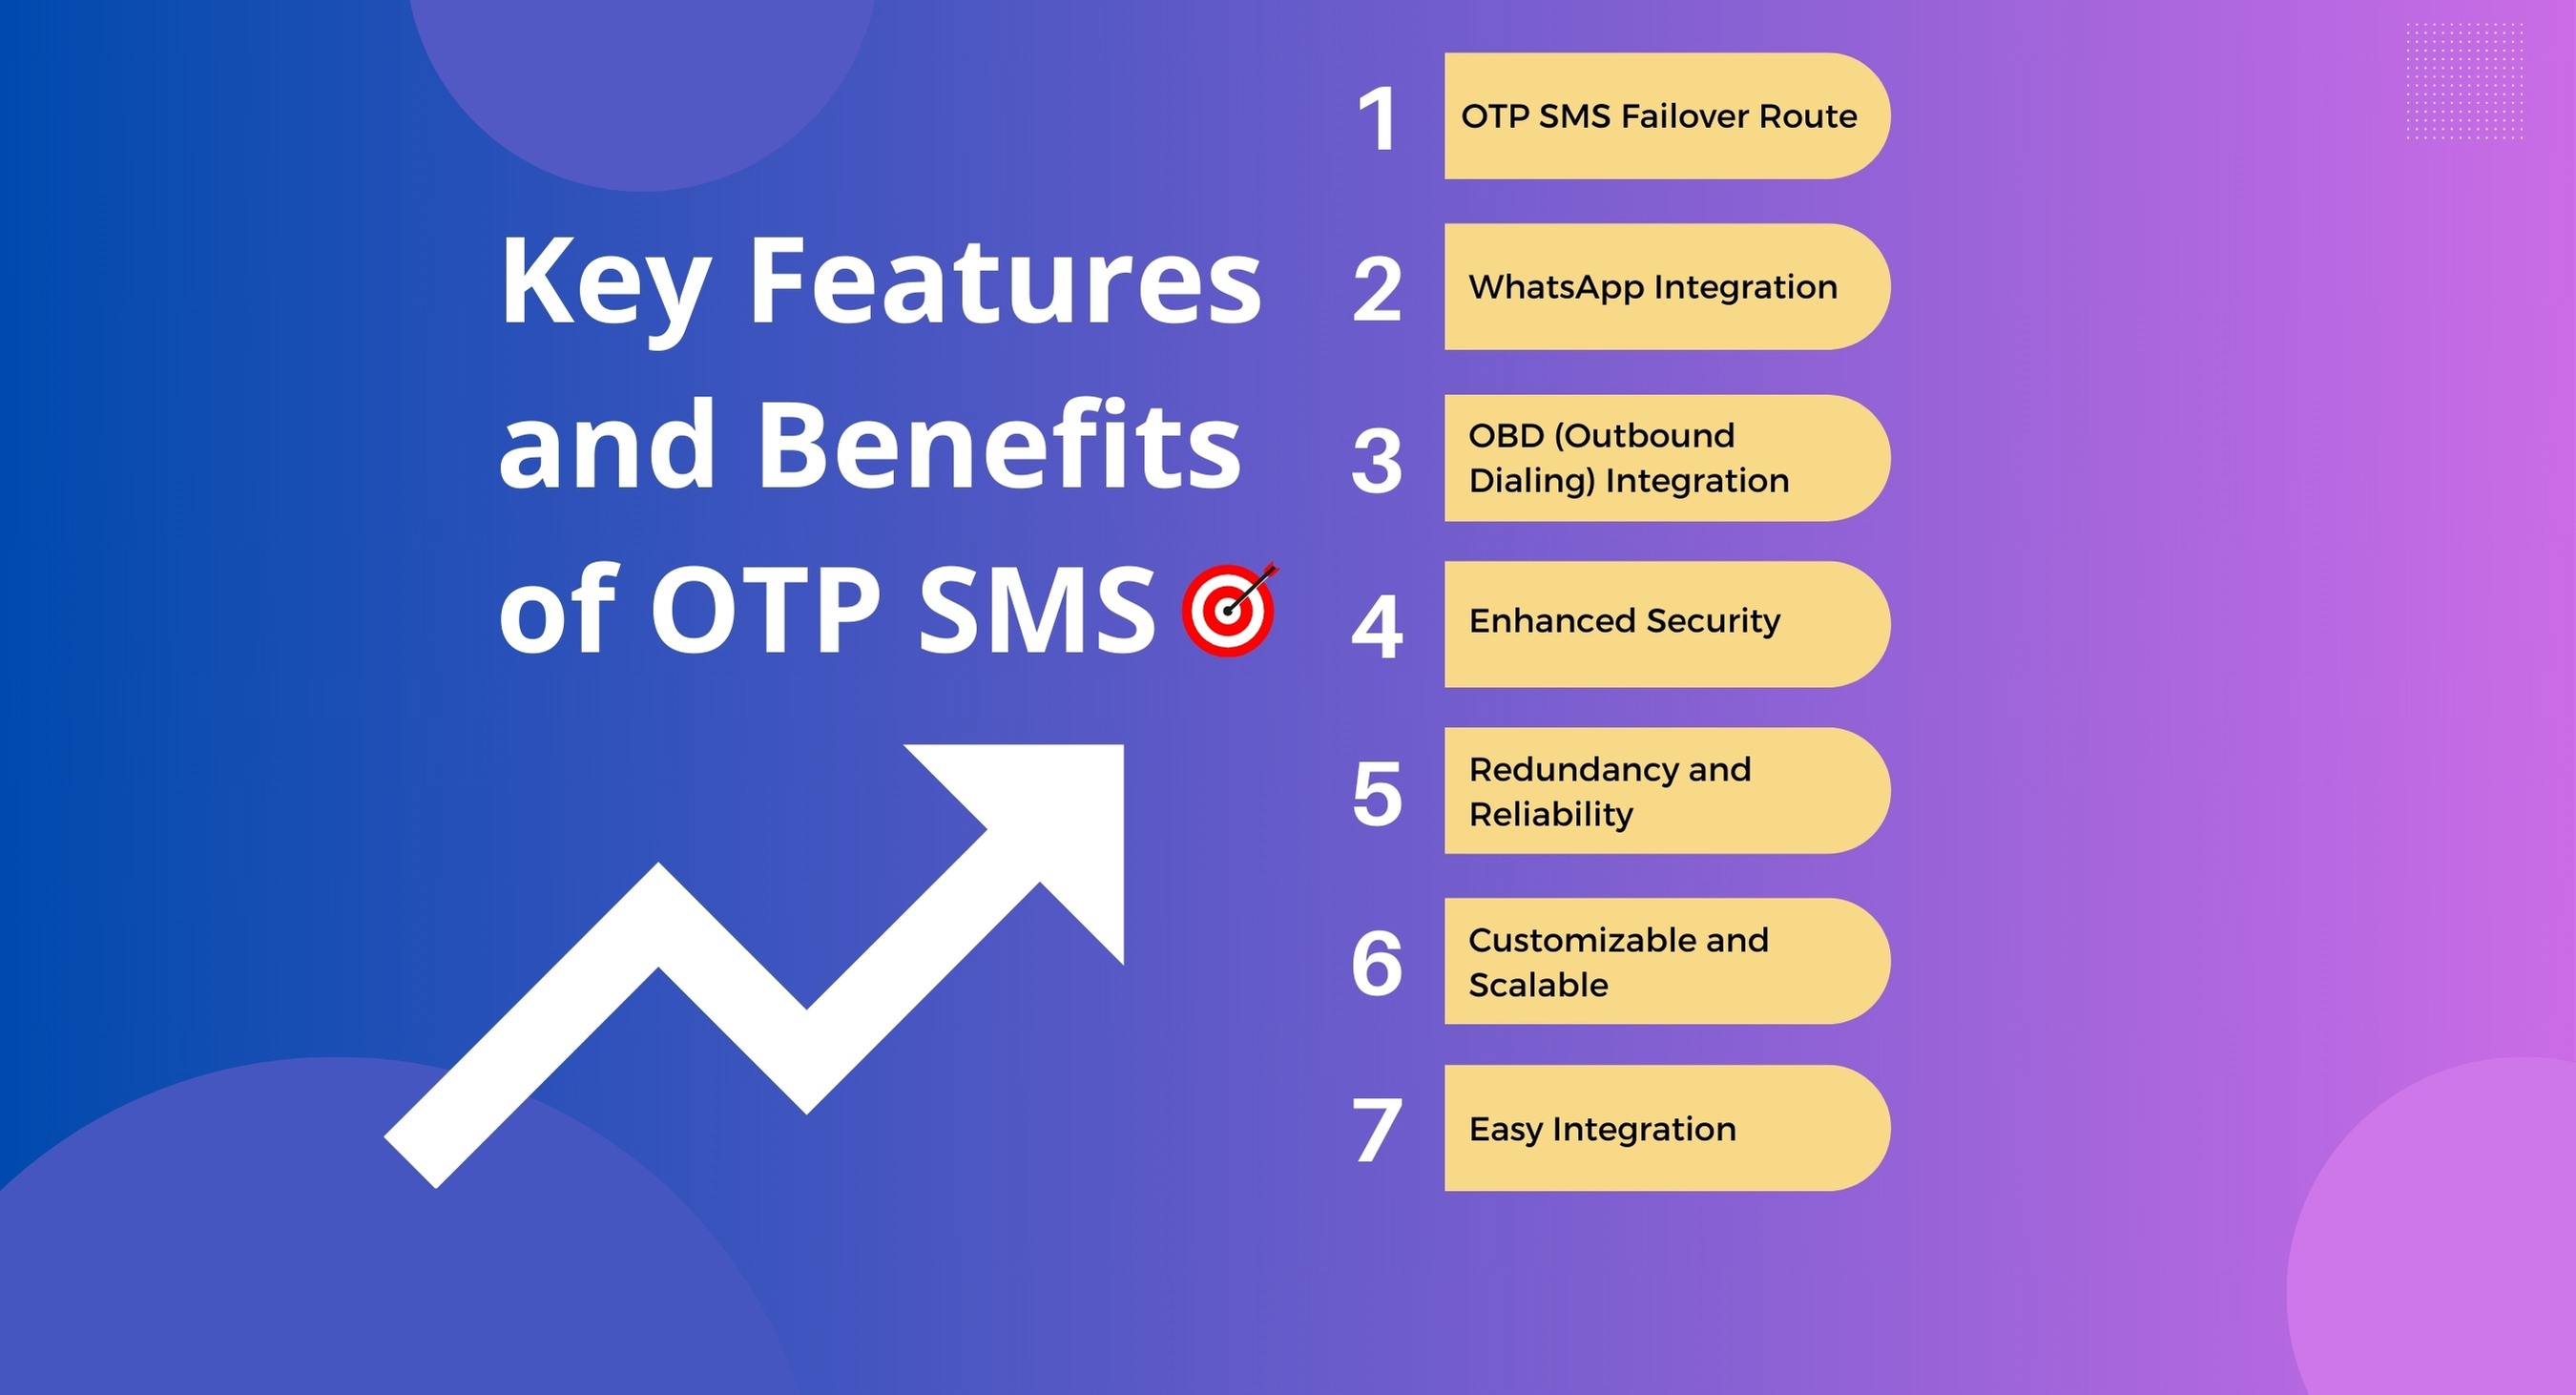 Key Features
and Benefits
of OTP SMS
1
OTP SMS Failover Route
2
WhatsApp Integration
3
OBD (Outbound
Dialing) Integration
4
Enhanced Security
5
Redundancy and
Reliability
6
Customizable and
Scalable
7
Easy Integration